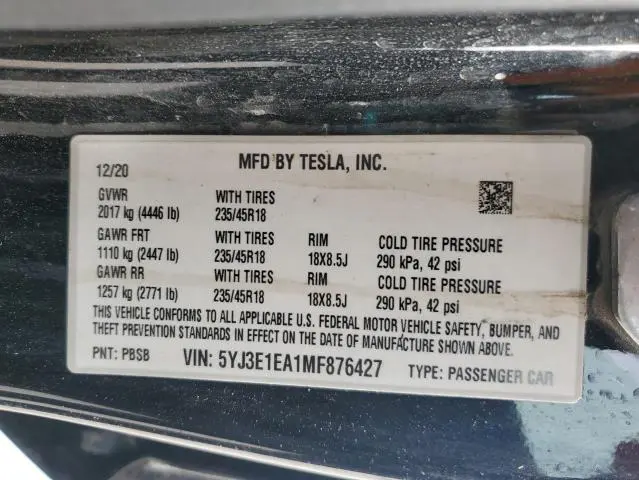 12/20 MFD BY TESLA, INC.
GVWR WITH TIRES
2017 kg (4446 lb) 235/45R18
GAWR FRT WITH TIRES RIM COLD TIRE PRESSURE
1110 kg (2447 lb) 235/45R18 18X8.5J 290 kPa, 42 psi
GAWR RR WITH TIRES RIM COLD TIRE PRESSURE
1257 kg (2771 lb) 235/45R18 18X8.5J 290 kPa, 42 psi
THIS VEHICLE CONFORMS TO ALL APPLICABLE U.S. FEDERAL MOTOR VEHICLE SAFETY, BUMPER, AND
THEFT PREVENTION STANDARDS IN EFFECT ON THE DATE OF MANUFACTURE SHOWN ABOVE.
PNT: PBSB VIN: 5YJ3E1EA1MF876427 TYPE: PASSENGER CAR